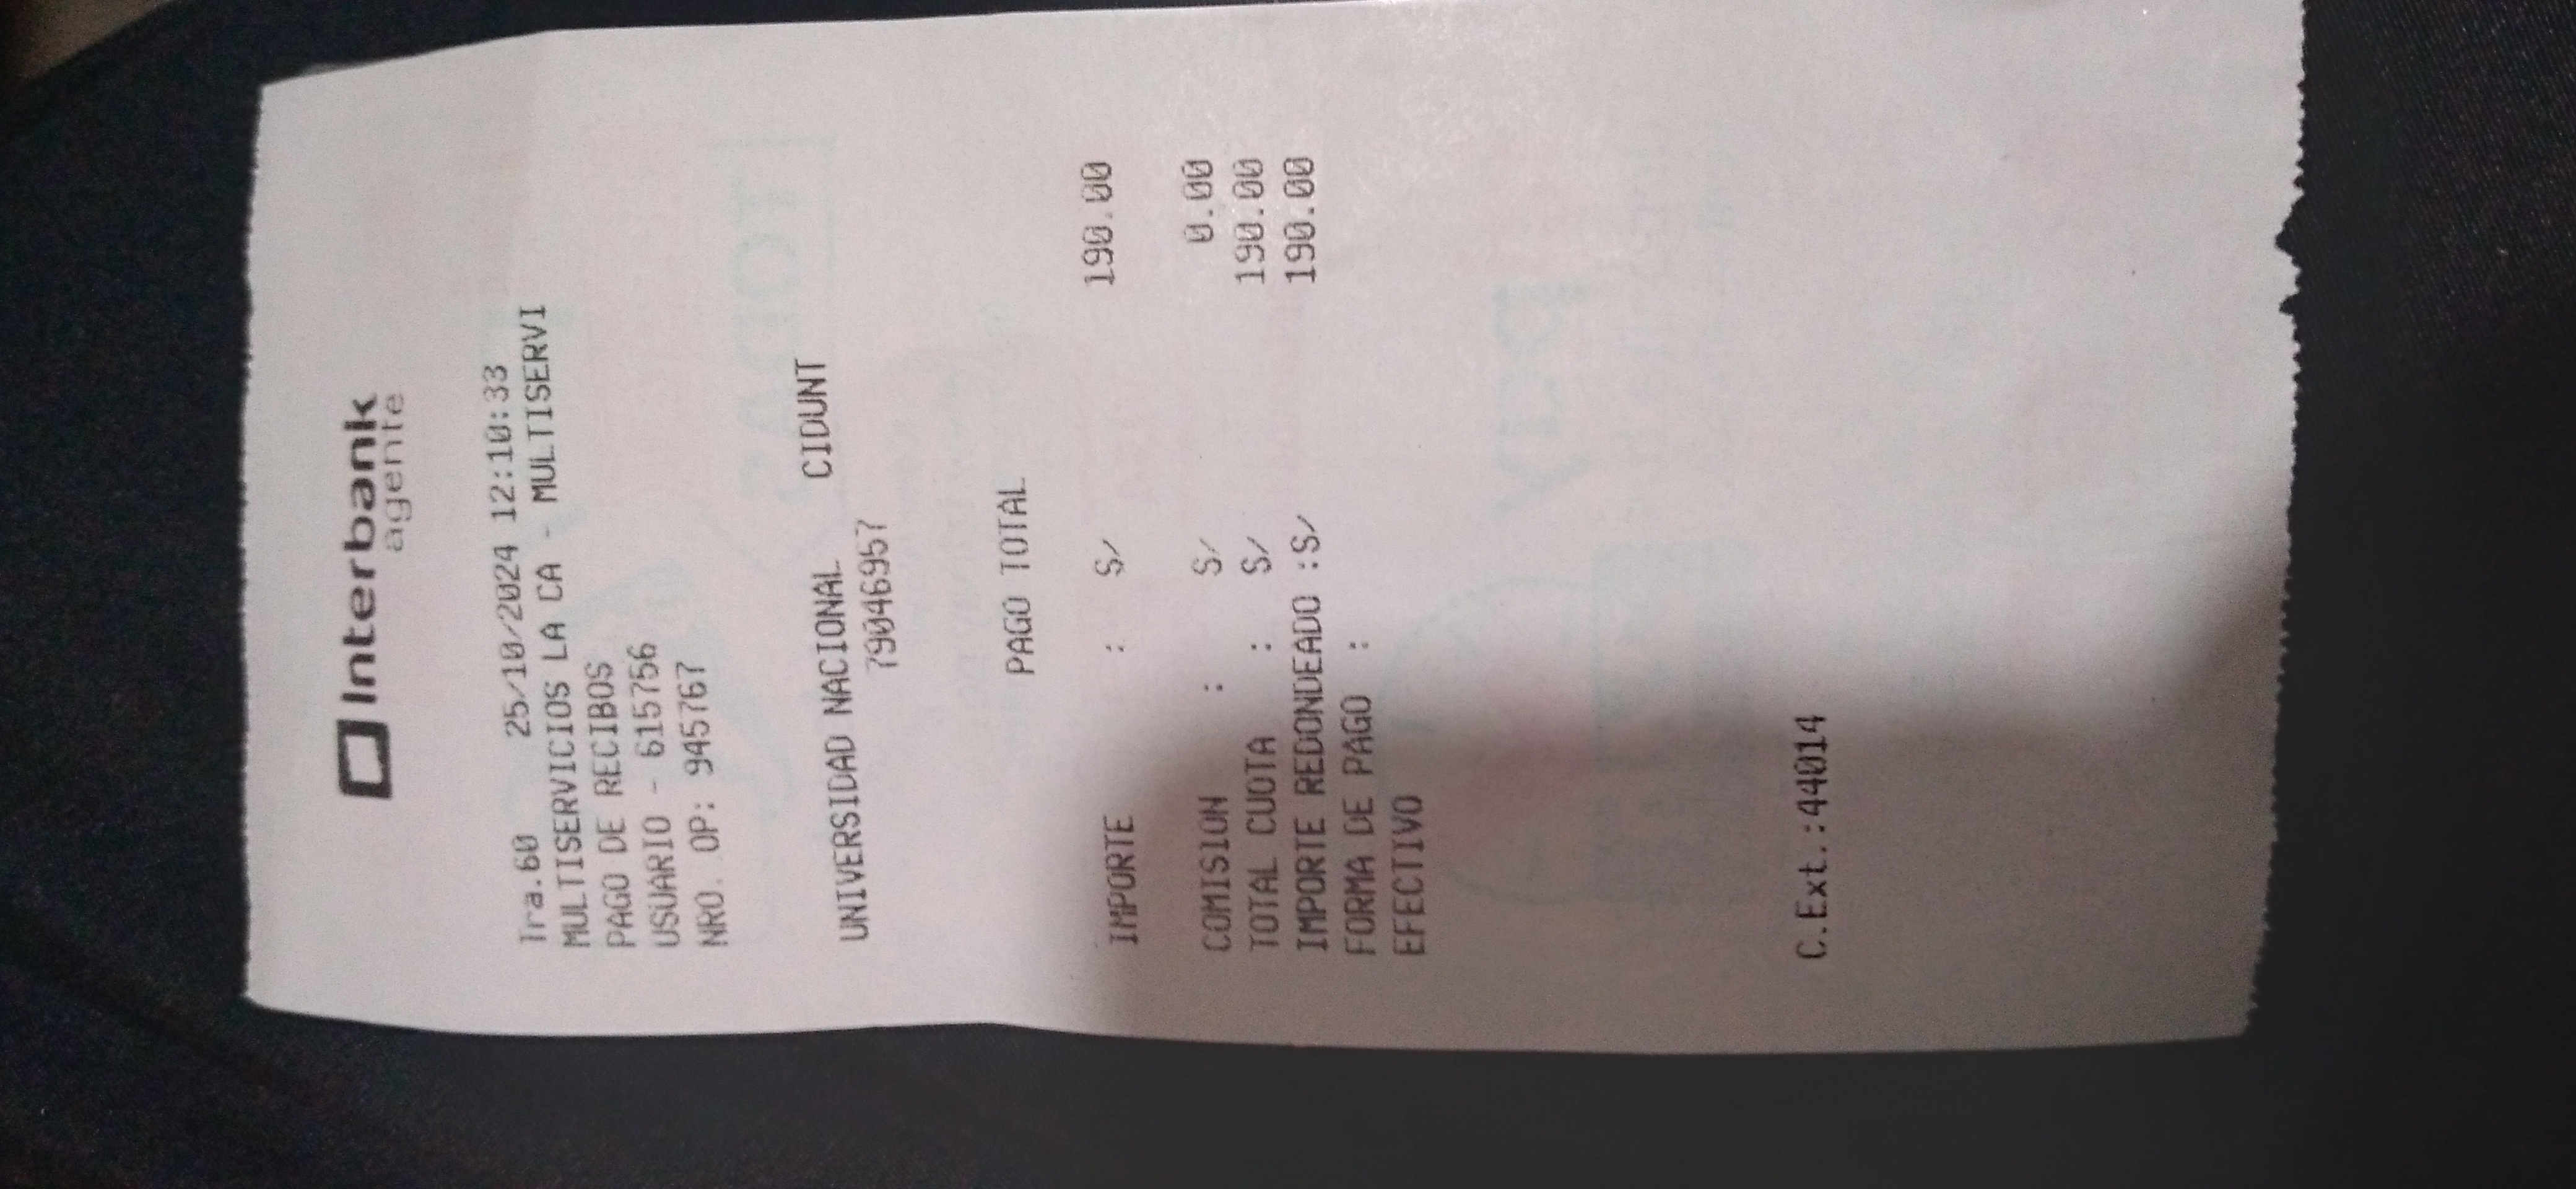 Interbank
agente
Tra.60 25/10/2024 12:10:33
MULTISERVICIOS LA CA - MULTISERVI
PAGO DE RECIBOS
USUARIO - 615756
NRO. OP: 945767
UNIVERSIDAD NACIONAL CIDUNT
79046957
PAGO TOTAL
IMPORTE : S/ 190.00
COMISION : S/ 0.00
TOTAL CUOTA : S/ 190.00
IMPORTE REDONDEADO :S/ 190.00
FORMA DE PAGO :
EFECTIVO
C.Ext.:44014